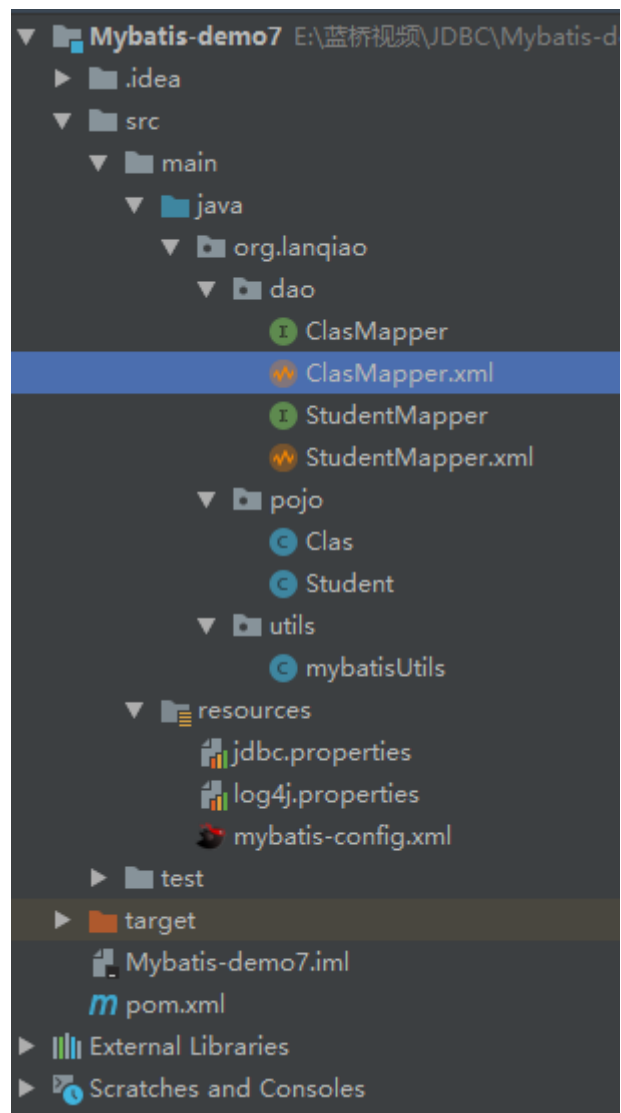 Mybatis-demo7 E:\蓝桥视频\JDBC\Mybatis-d
.idea
src
main
java
org.lanqiao
dao
ClasMapper
ClasMapper.xml
StudentMapper
StudentMapper.xml
pojo
Clas
Student
utils
mybatisUtils
resources
jdbc.properties
log4j.properties
mybatis-config.xml
test
target
Mybatis-demo7.iml
pom.xml
External Libraries
Scratches and Consoles